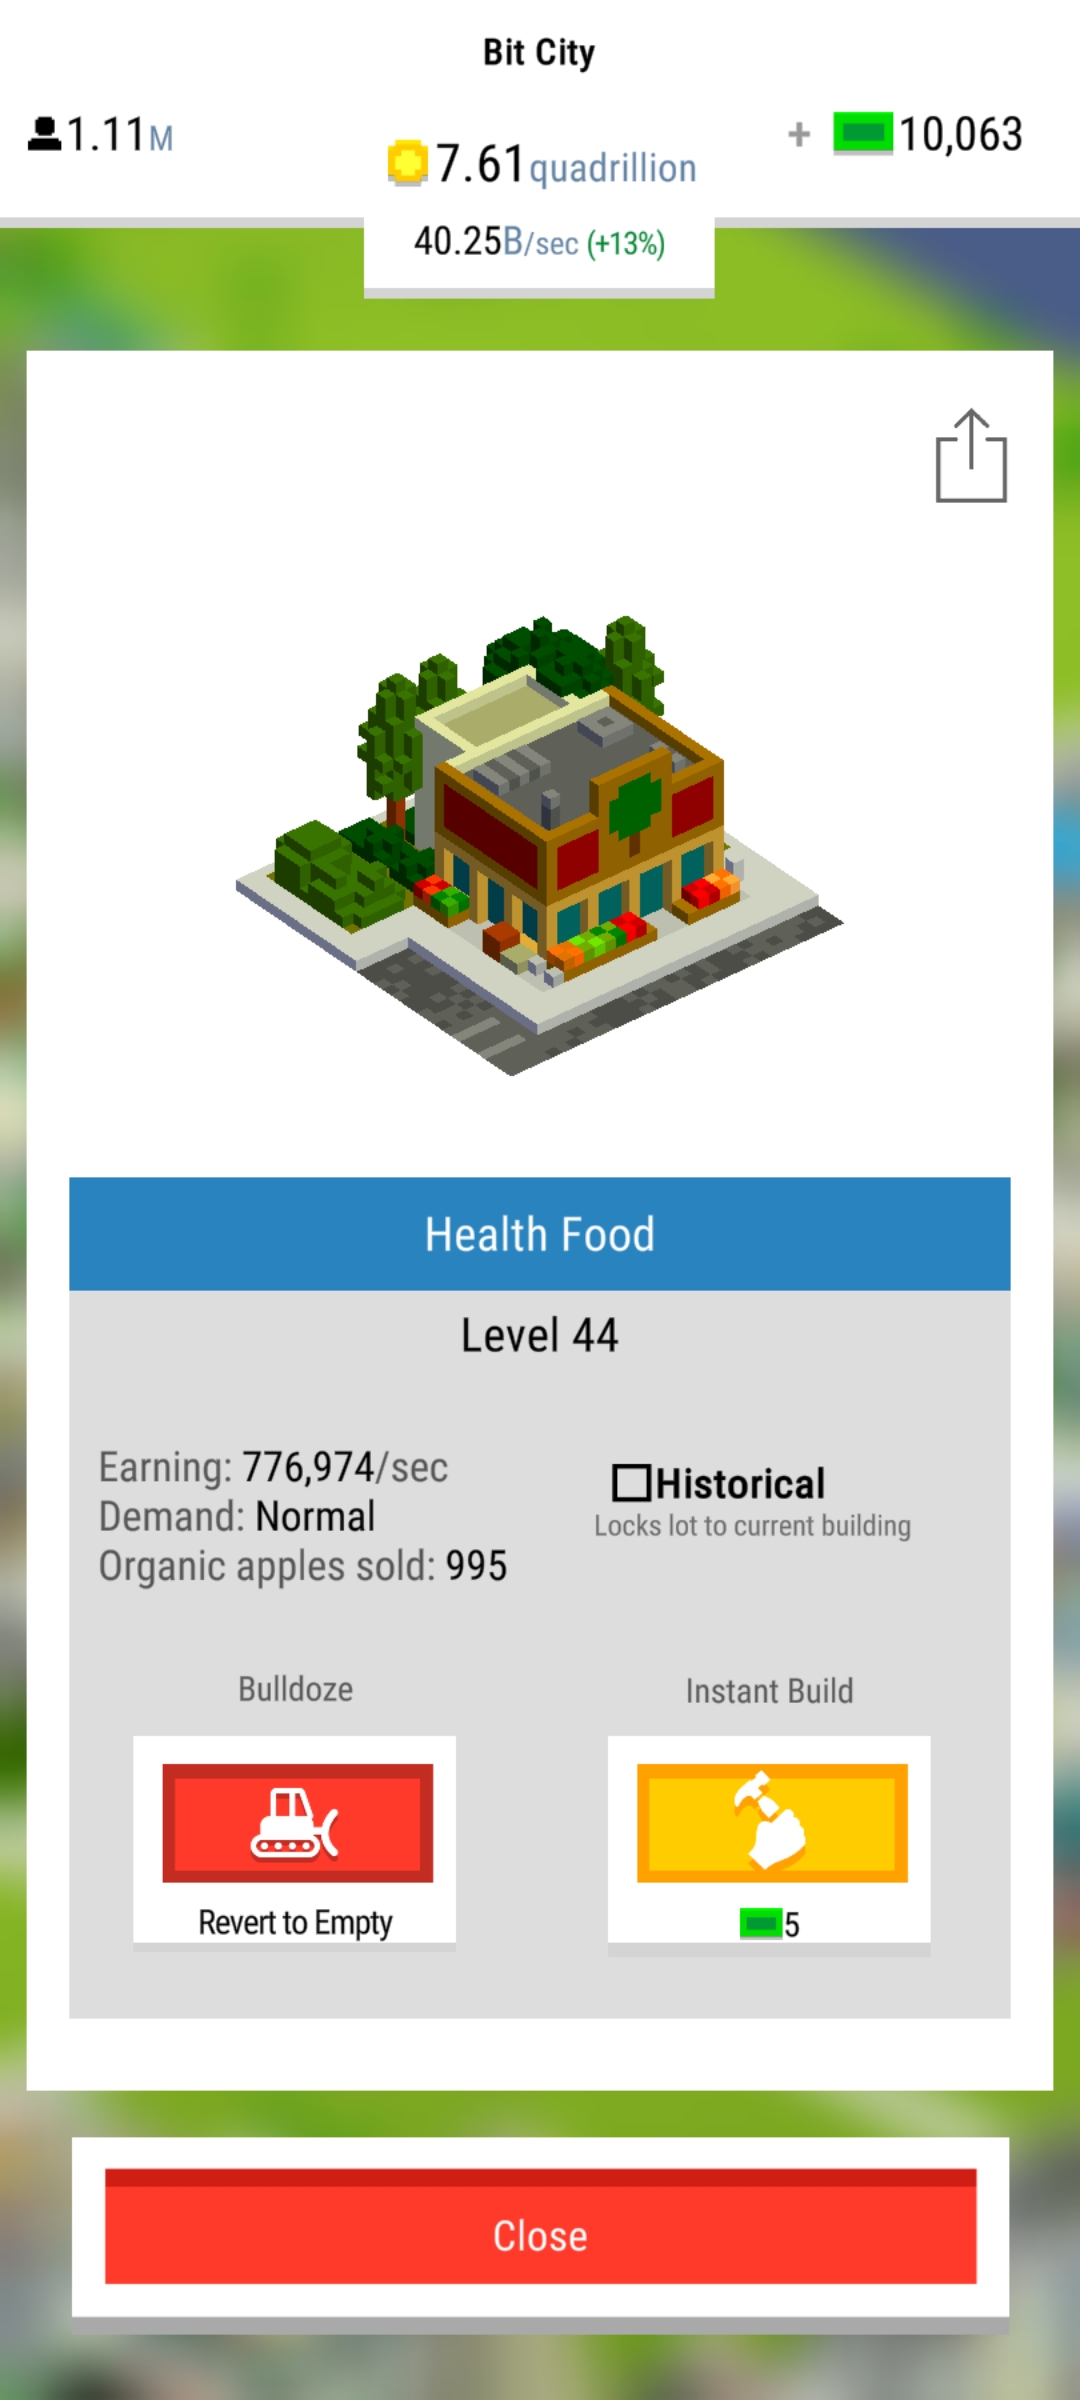 Bit City
1.11M
+ 10,063
7.61quadrillion
40.25B/sec (+13%)
Health Food
Level 44
Earning: 776,974/sec
Demand: Normal
Organic apples sold: 995
Historical
Locks lot to current building
Bulldoze
Instant Build
Revert to Empty
5
Close